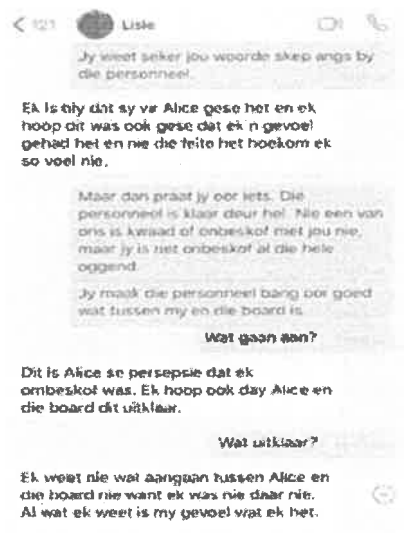 121 Lisle
Jy weet seker jou woorde skep angs by
die personneel.
Ek is bly dat sy vir Alice gese het en ek
hoop dit was ook gese dat ek n gevoel
gehad het en nie die feite het hoekom ek
so voel nie.
Maar dan praat jy oor iets. Die
personneel is klaar deur hel. Nie een van
ons is kwaad of onbeskof met jou nie,
maar jy is net onbeskof al die hele
oggend.
Jy maak die personneel bang oor goed
wat tussen my en die board is.
Wat gaan aan?
Dit is Alice se persepsie dat ek
ombeskof was. Ek hoop ook day Alice en
die board dit uitklaar.
Wat uitklaar?
Ek weet nie wat aangaan tussen Alice en
die board nie want ek was nie daar nie.
Al wat ek weet is my gevoel wat ek het.